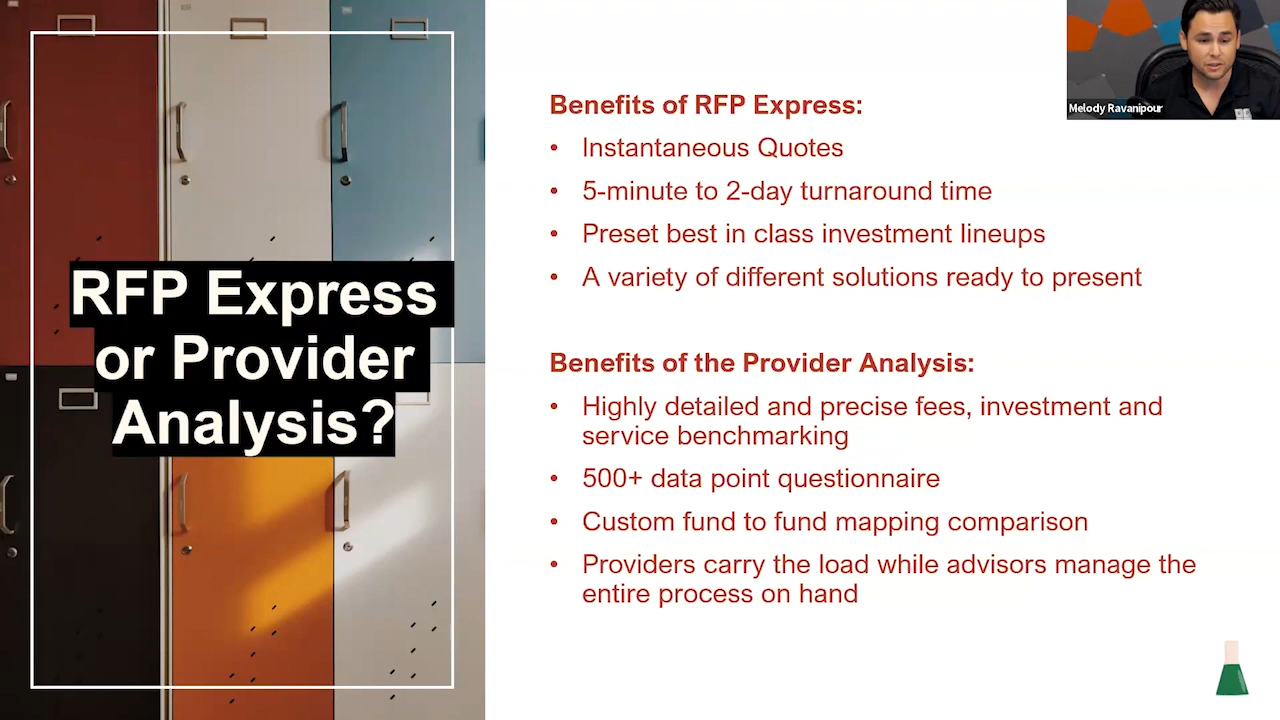 RFP Express
or Provider
Analysis?
Benefits of RFP Express:
• Instantaneous Quotes
• 5-minute to 2-day turnaround time
• Preset best in class investment lineups
• A variety of different solutions ready to present
Benefits of the Provider Analysis:
• Highly detailed and precise fees, investment and
service benchmarking
• 500+ data point questionnaire
• Custom fund to fund mapping comparison
• Providers carry the load while advisors manage the
entire process on hand
Melody Ravanipour